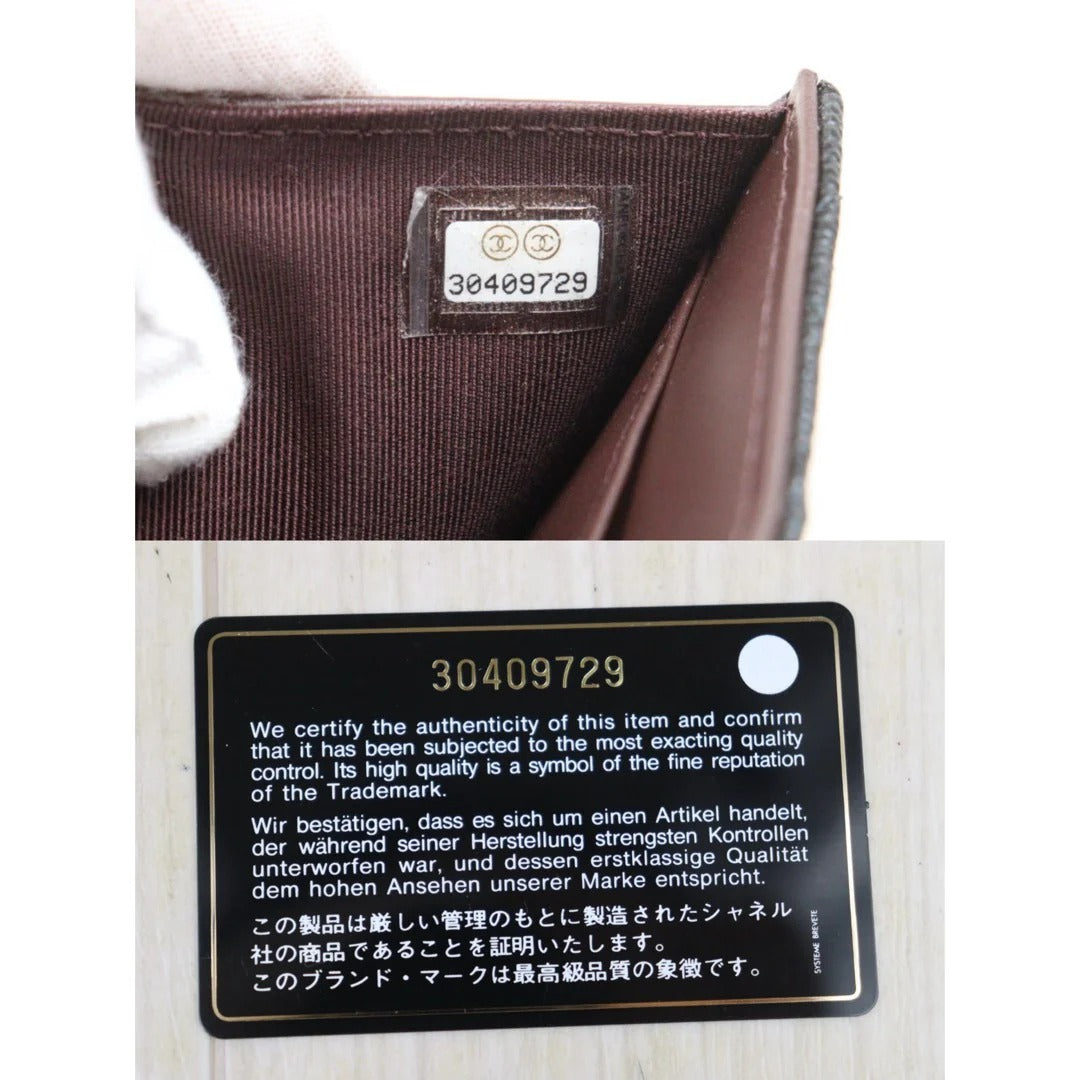 30409729
30409729
We certify the authenticity of this item and confirm
that it has been subjected to the most exacting quality
control. Its high quality is a symbol of the fine reputation
of the Trademark.
Wir bestätigen, dass es sich um einen Artikel handelt,
der während seiner Herstellung strengsten Kontrollen
unterworfen war, und dessen erstklassige Qualität
dem hohen Ansehen unserer Marke entspricht.
この製品は厳しい管理のもとに製造されたシャネル
社の商品であることを証明いたします。
このブランド・マークは最高級品質の象徴です。
SYSTEME BREVETE